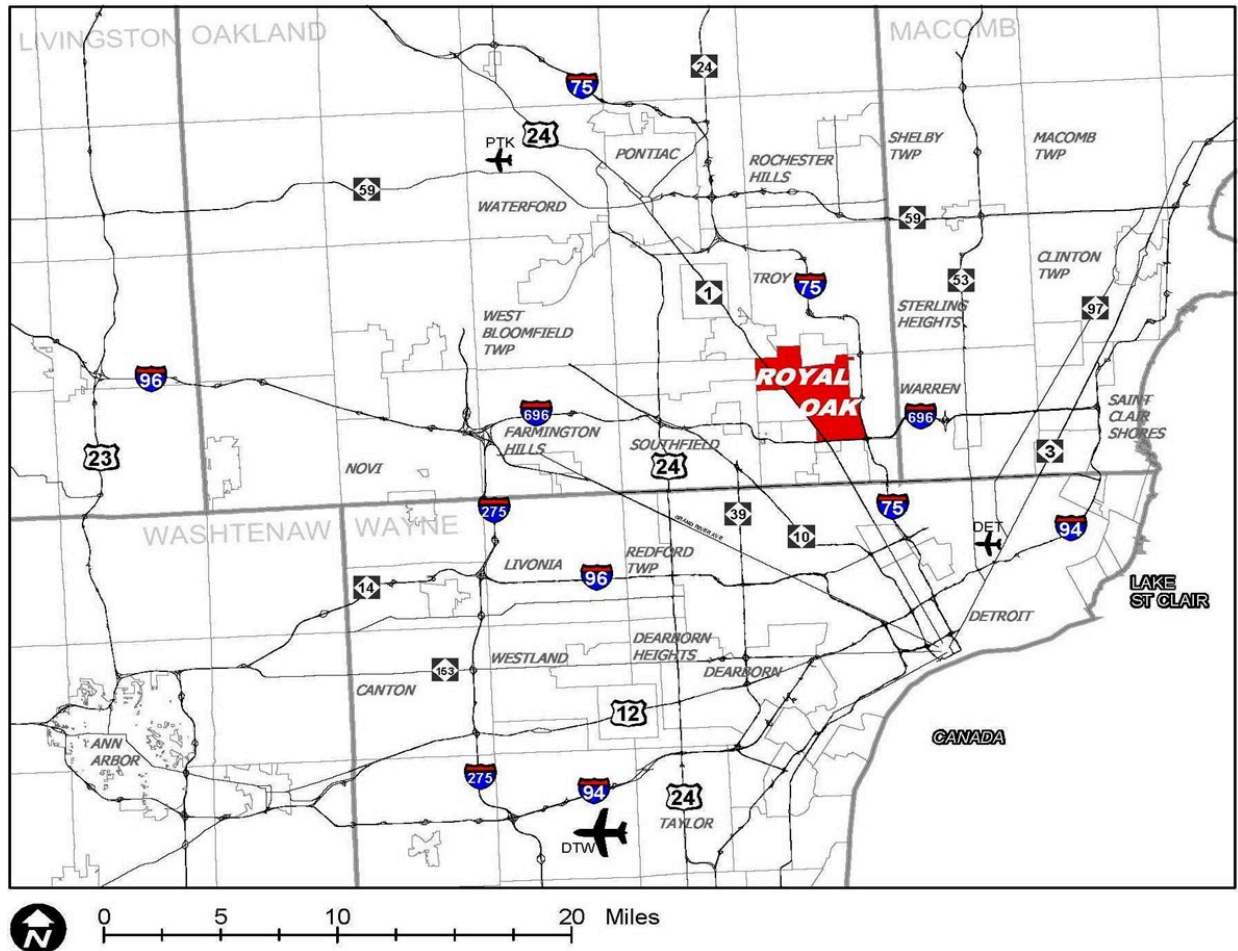 LIVINGSTON OAKLAND
MACOMB
24
75
24
PTK
PONTIAC
SHELBY
TWP
MACOMB
TWP
ROCHESTER
HILLS
59
WATERFORD
59
CLINTON
TWP
TROY
75
53
1
97
STERLING
HEIGHTS
WEST
BLOOMFIELD
TWP
96
ROYAL
OAK
WARREN
696
696
SAINT
CLAIR
SHORES
FARMINGTON
HILLS
SOUTHFIELD
3
23
NOVI
24
275
75
39
GRAND RIVER AVE
10
DET
94
WASHTENAW
WAYNE
LIVONIA
REDFORD
TWP
96
14
LAKE
ST CLAIR
DETROIT
DEARBORN
HEIGHTS
WESTLAND
153
DEARBORN
CANTON
12
CANADA
ANN
ARBOR
275
94
24
TAYLOR
DTW
N
0 5 10 20 Miles